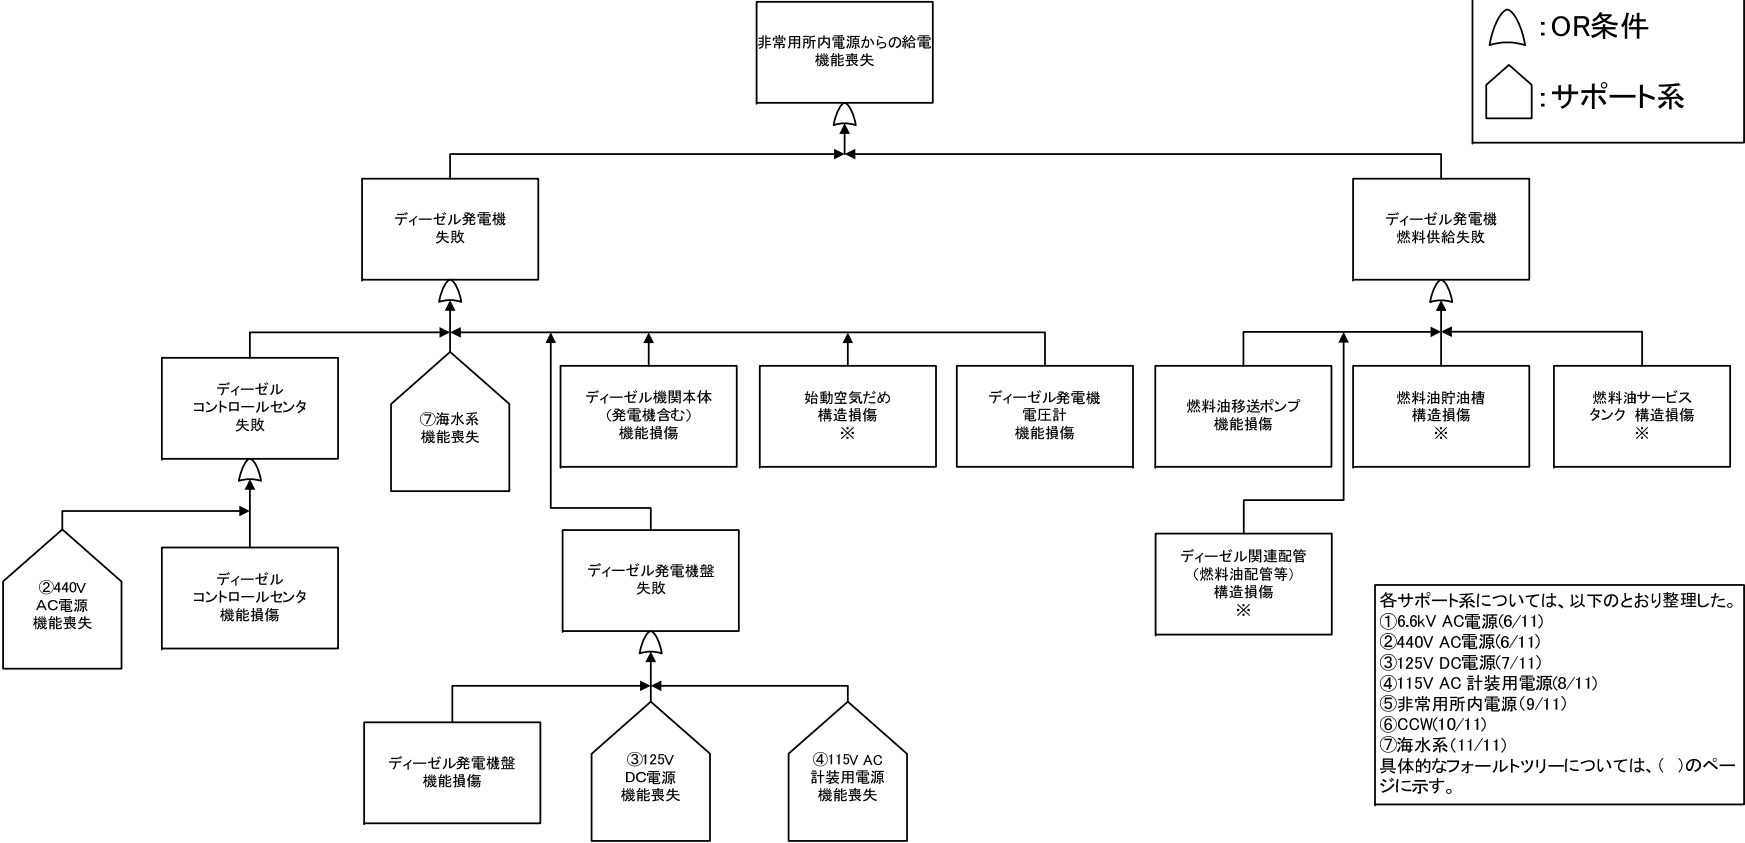 非常用所内電源からの給電
機能喪失
:OR条件
:サポート系
ディーゼル発電機
失敗
ディーゼル発電機
燃料供給失敗
ディーゼル
コントロールセンタ
失敗
⑦海水系
機能喪失
ディーゼル機関本体
(発電機含む)
機能損傷
始動空気だめ
構造損傷
※
ディーゼル発電機
電圧計
機能損傷
燃料油移送ポンプ
機能損傷
燃料油貯油槽
構造損傷
※
燃料油サービス
タンク 構造損傷
※
②440V
AC電源
機能喪失
ディーゼル
コントロールセンタ
機能損傷
ディーゼル発電機盤
失敗
ディーゼル関連配管
(燃料油配管等)
構造損傷
※
ディーゼル発電機盤
機能損傷
③125V
DC電源
機能喪失
④115V AC
計装用電源
機能喪失
各サポート系については、以下のとおり整理した。
①6.6kV AC電源(6/11)
②440V AC電源(6/11)
③125V DC電源(7/11)
④115V AC 計装用電源(8/11)
⑤非常用所内電源(9/11)
⑥CCW(10/11)
⑦海水系(11/11)
具体的なフォールトツリーについては、( )のペー
ジに示す。